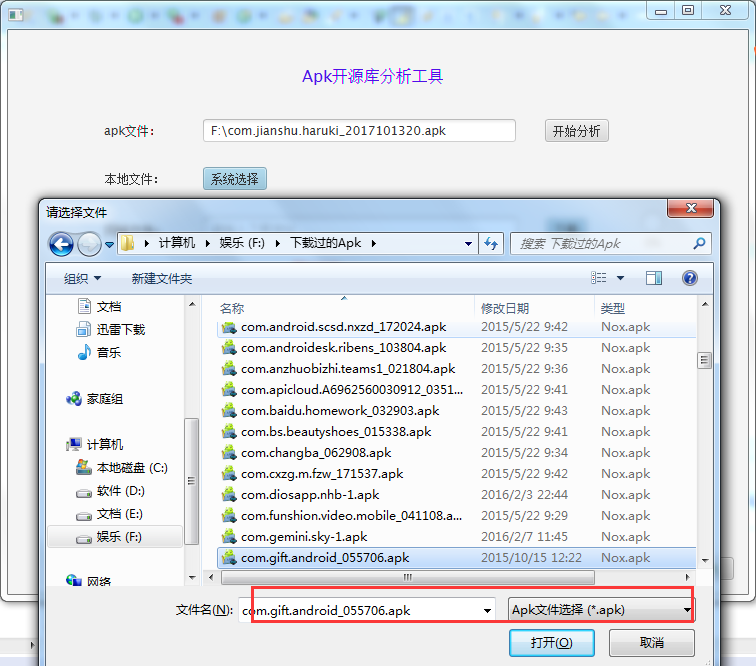 Apk开源库分析工具
apk文件: F:\com.jianshu.haruki_2017101320.apk 开始分析
本地文件: 系统选择
请选择文件
计算机 娱乐 (F:) 下载过的Apk 搜索 下载过的Apk
组织 新建文件夹
文档
迅雷下载
音乐
家庭组
计算机
本地磁盘 (C:)
软件 (D:)
文档 (E:)
娱乐 (F:)
网络
名称 修改日期 类型
com.android.scsd.nxzd_172024.apk 2015/5/22 9:42 Nox.apk
com.androidesk.ribens_103804.apk 2015/5/22 9:35 Nox.apk
com.anzhuobizhi.teams1_021804.apk 2015/5/22 9:36 Nox.apk
com.apicloud.A6962560030912_0351... 2015/5/22 9:41 Nox.apk
com.baidu.homework_032903.apk 2015/5/22 9:43 Nox.apk
com.bs.beautyshoes_015338.apk 2015/5/22 9:41 Nox.apk
com.changba_062908.apk 2015/5/22 9:34 Nox.apk
com.cxzg.m.fzw_171537.apk 2015/5/22 9:42 Nox.apk
com.diosapp.nhb-1.apk 2016/2/3 22:44 Nox.apk
com.funshion.video.mobile_041108.a... 2015/5/22 9:29 Nox.apk
com.gemini.sky-1.apk 2016/2/7 11:45 Nox.apk
com.gift.android_055706.apk 2015/10/15 12:22 Nox.apk
文件名(N): com.gift.android_055706.apk Apk文件选择 (*.apk)
打开(O) 取消